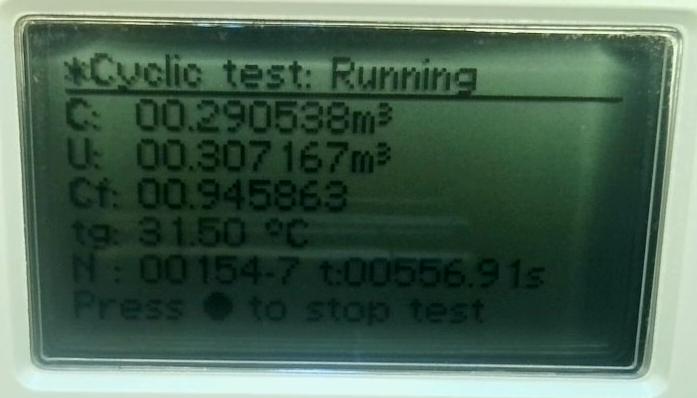 *Cyclic test: Running
C: 00.290538m³
U: 00.307167m³
Cf: 00.945863
tg: 31.50 ºC
N : 00154-7 t:00556.91s
Press ● to stop test